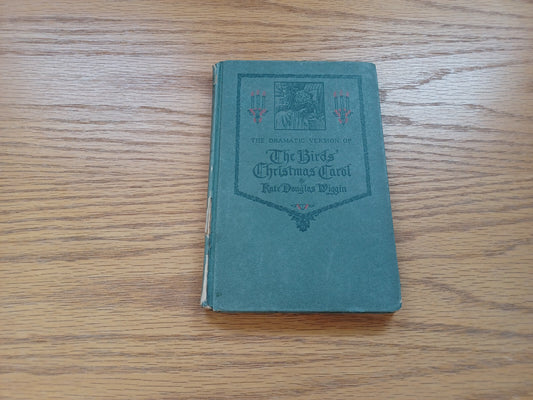 THE DRAMATIC VERSION OF
The Birds'
Christmas Carol
By
Kate Douglas Wiggin